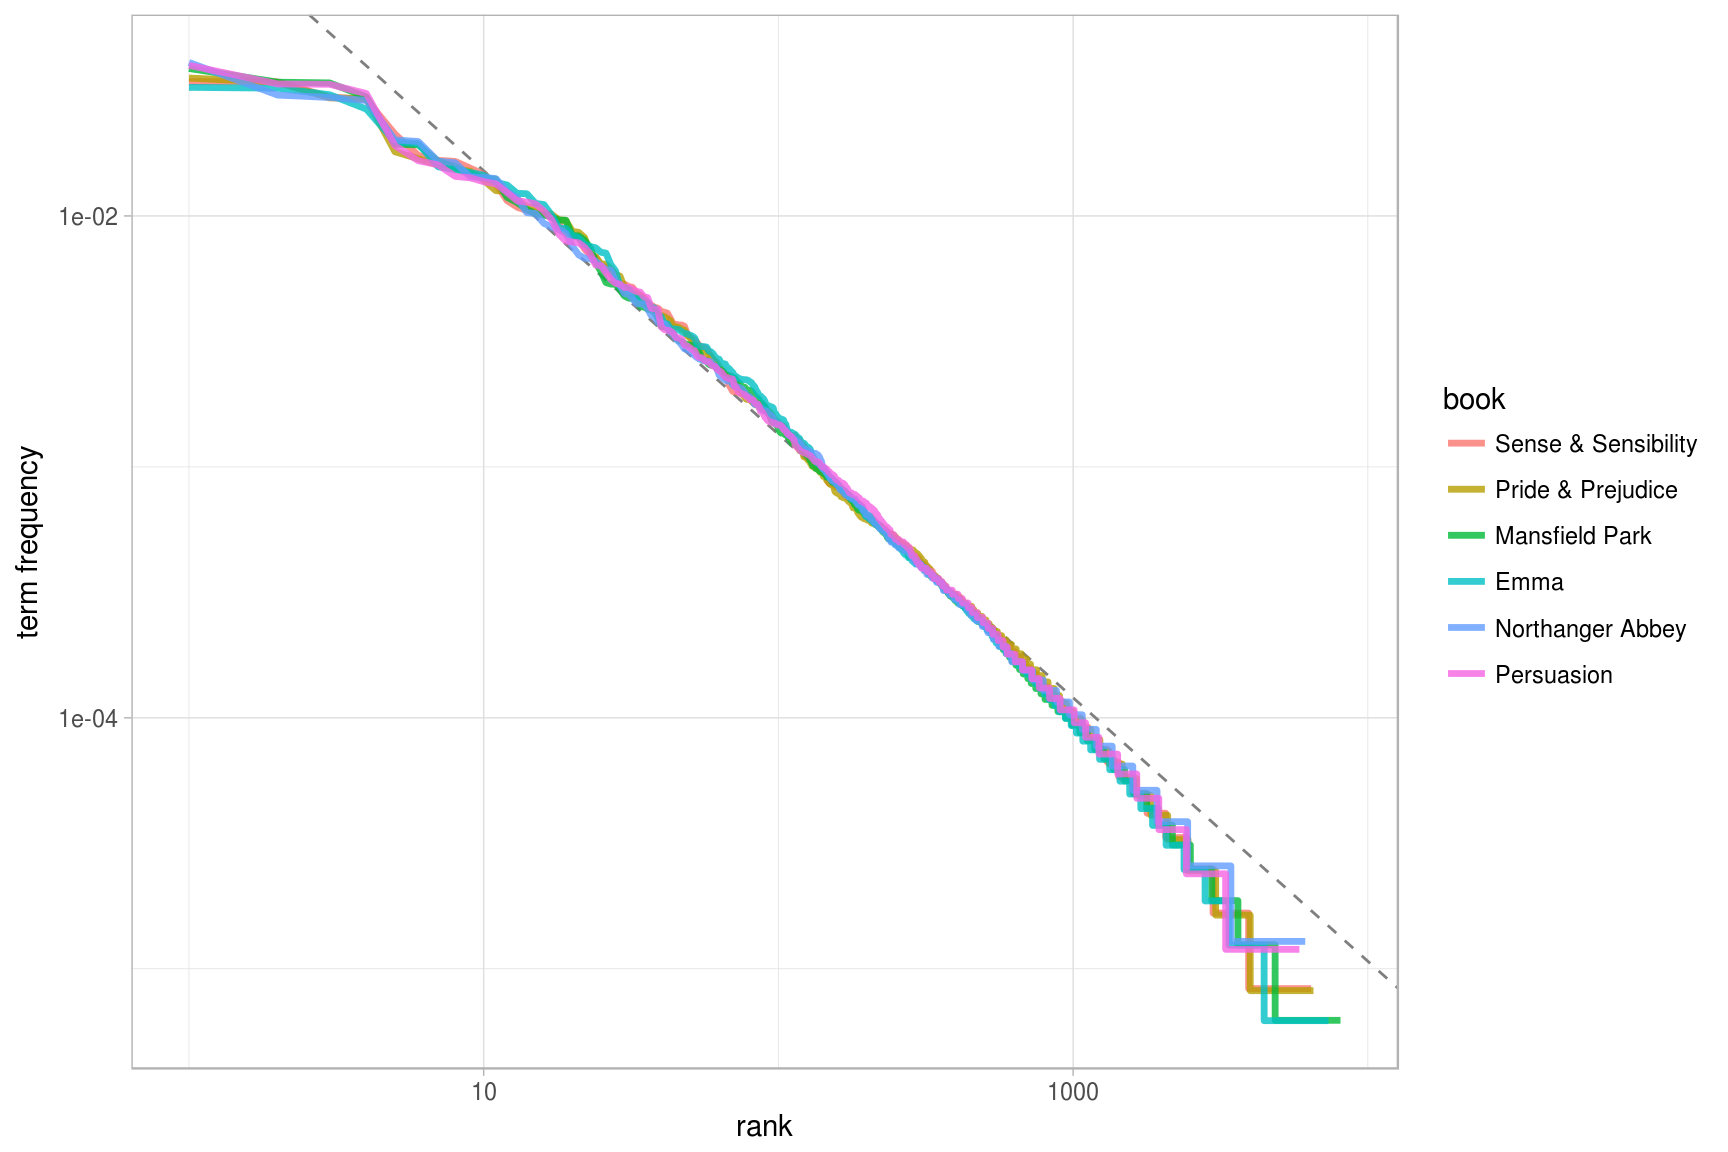 1e-02
1e-04
term frequency
10
1000
rank
book
Sense & Sensibility
Pride & Prejudice
Mansfield Park
Emma
Northanger Abbey
Persuasion